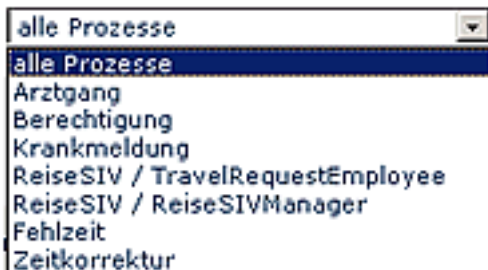 alle Prozesse
alle Prozesse
Arztgang
Berechtigung
Krankmeldung
ReiseSIV / TravelRequestEmployee
ReiseSIV / ReiseSIVManager
Fehlzeit
Zeitkorrektur